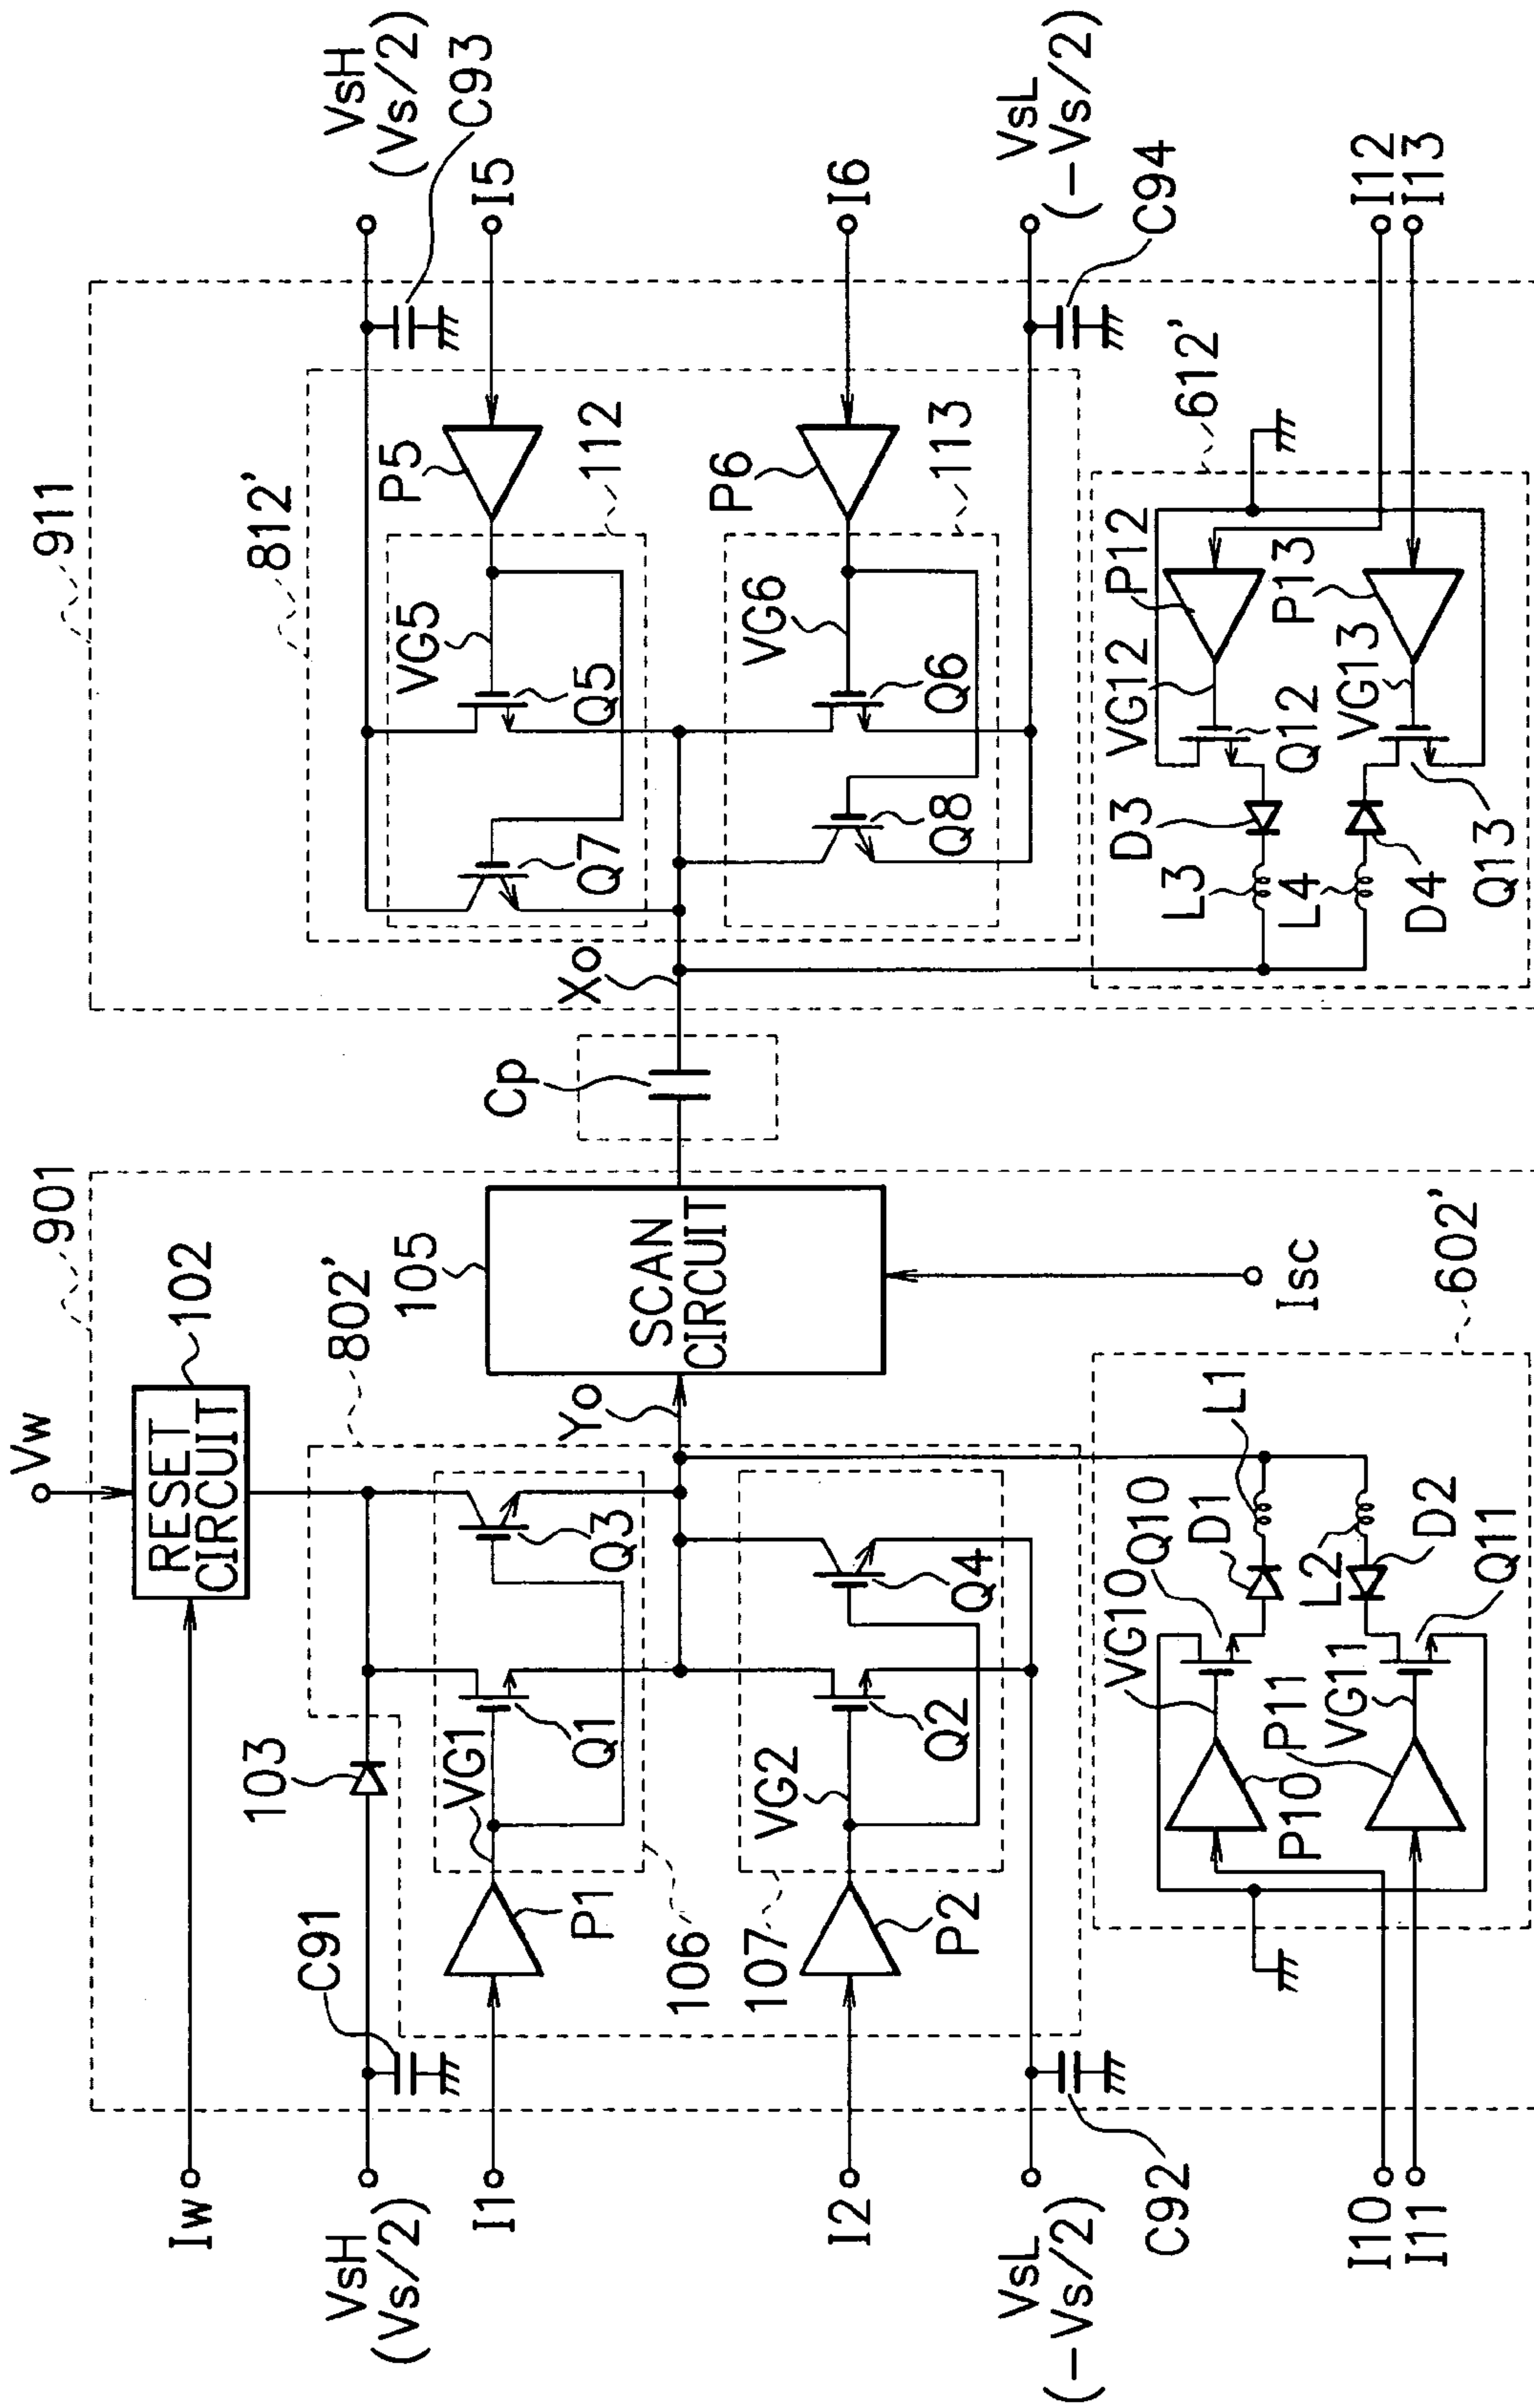 901
911
Vw
102
RESET
CIRCUIT
Iw
VsH
(Vs/2)
C91
103
802'
105
SCAN
CIRCUIT
Yo
Isc
I1
P1
VG1
Q1
Q3
106
I2
P2
VG2
Q2
Q4
107
VsL
(-Vs/2)
C92
602'
I10
I11
P10
P11
VG10
VG11
Q10
Q11
D1
D2
L1
L2
Cp
Xo
812'
VsH
(Vs/2)
C93
I5
P5
112
VG5
Q5
Q7
I6
P6
113
VG6
Q6
Q8
VsL
(-Vs/2)
C94
612'
I12
I13
P12
P13
VG12
VG13
Q12
Q13
D3
D4
L3
L4